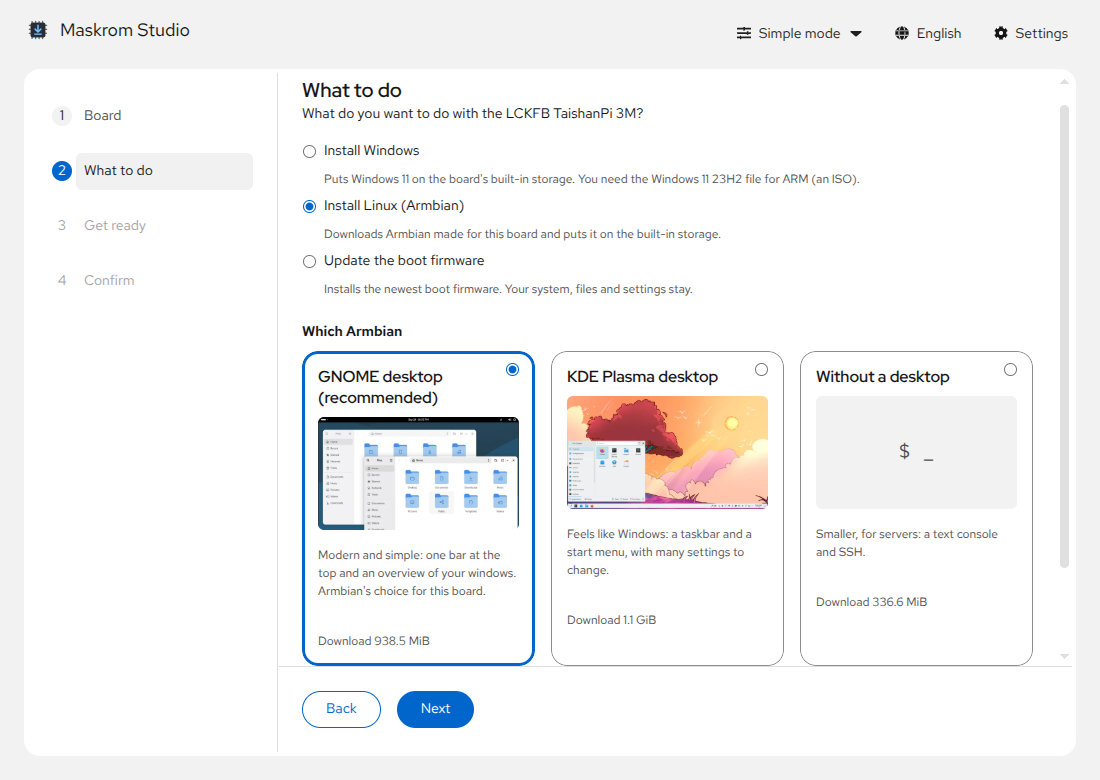 Maskrom Studio
Simple mode
English
Settings
1 Board
2 What to do
3 Get ready
4 Confirm
What to do
What do you want to do with the LCKFB TaishanPi 3M?
Install Windows
Puts Windows 11 on the board's built-in storage. You need the Windows 11 23H2 file for ARM (an ISO).
Install Linux (Armbian)
Downloads Armbian made for this board and puts it on the built-in storage.
Update the boot firmware
Installs the newest boot firmware. Your system, files and settings stay.
Which Armbian
GNOME desktop
(recommended)
Modern and simple: one bar at the
top and an overview of your windows.
Armbian's choice for this board.
Download 938.5 MiB
KDE Plasma desktop
Feels like Windows: a taskbar and a
start menu, with many settings to
change.
Download 1.1 GiB
Without a desktop
$ _
Smaller, for servers: a text console
and SSH.
Download 336.6 MiB
Back
Next